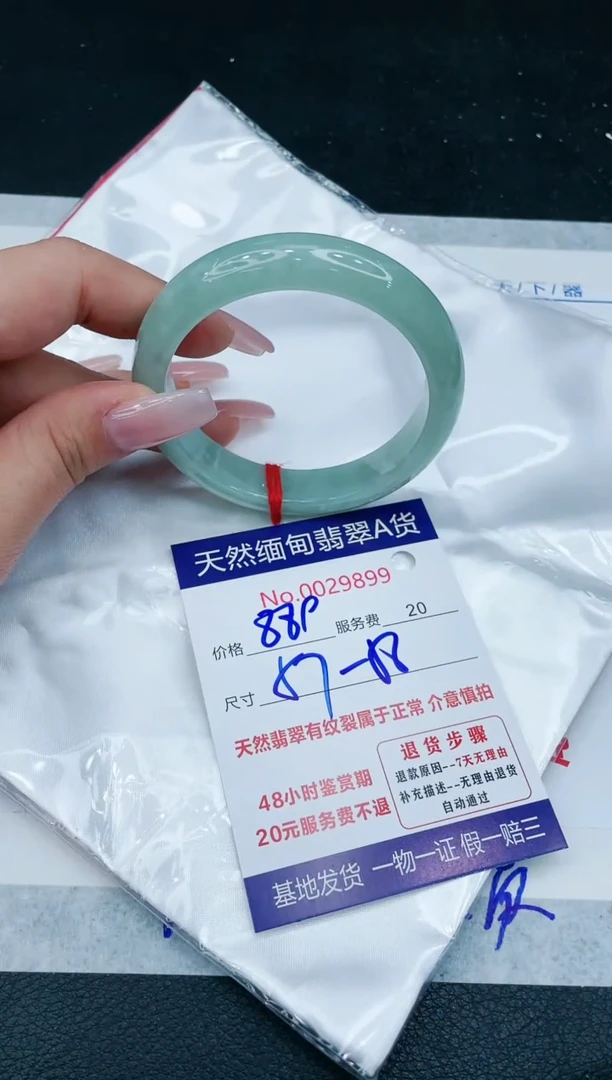 天然缅甸翡翠A货
No.0029899
价格 服务费 20
尺寸
天然翡翠有纹裂属于正常 介意慎拍
48小时鉴赏期
20元服务费不退
退货步骤
退款原因--7天无理由
补充描述--无理由退货
自动通过
基地发货 一物一证 假一赔三